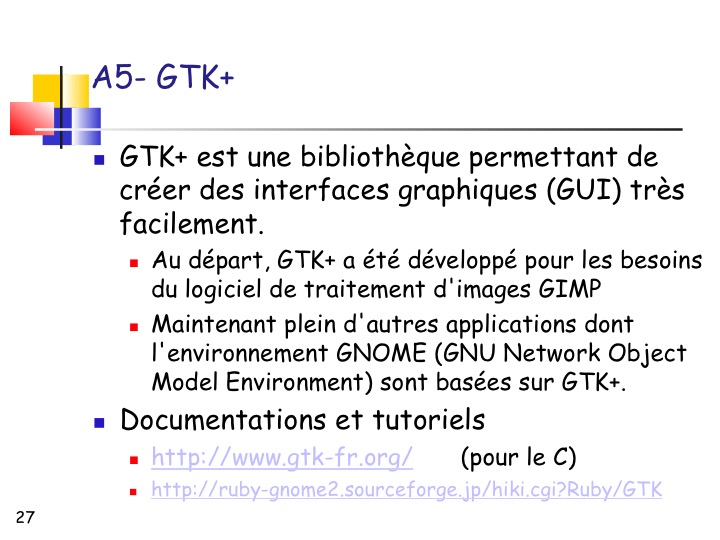 A5- GTK+
GTK+ est une bibliothèque permettant de
créer des interfaces graphiques (GUI) très
facilement.
Au départ, GTK+ a été développé pour les besoins
du logiciel de traitement d'images GIMP
Maintenant plein d'autres applications dont
l'environnement GNOME (GNU Network Object
Model Environment) sont basées sur GTK+.
Documentations et tutoriels
http://www.gtk-fr.org/ (pour le C)
http://ruby-gnome2.sourceforge.jp/hiki.cgi?Ruby/GTK
27